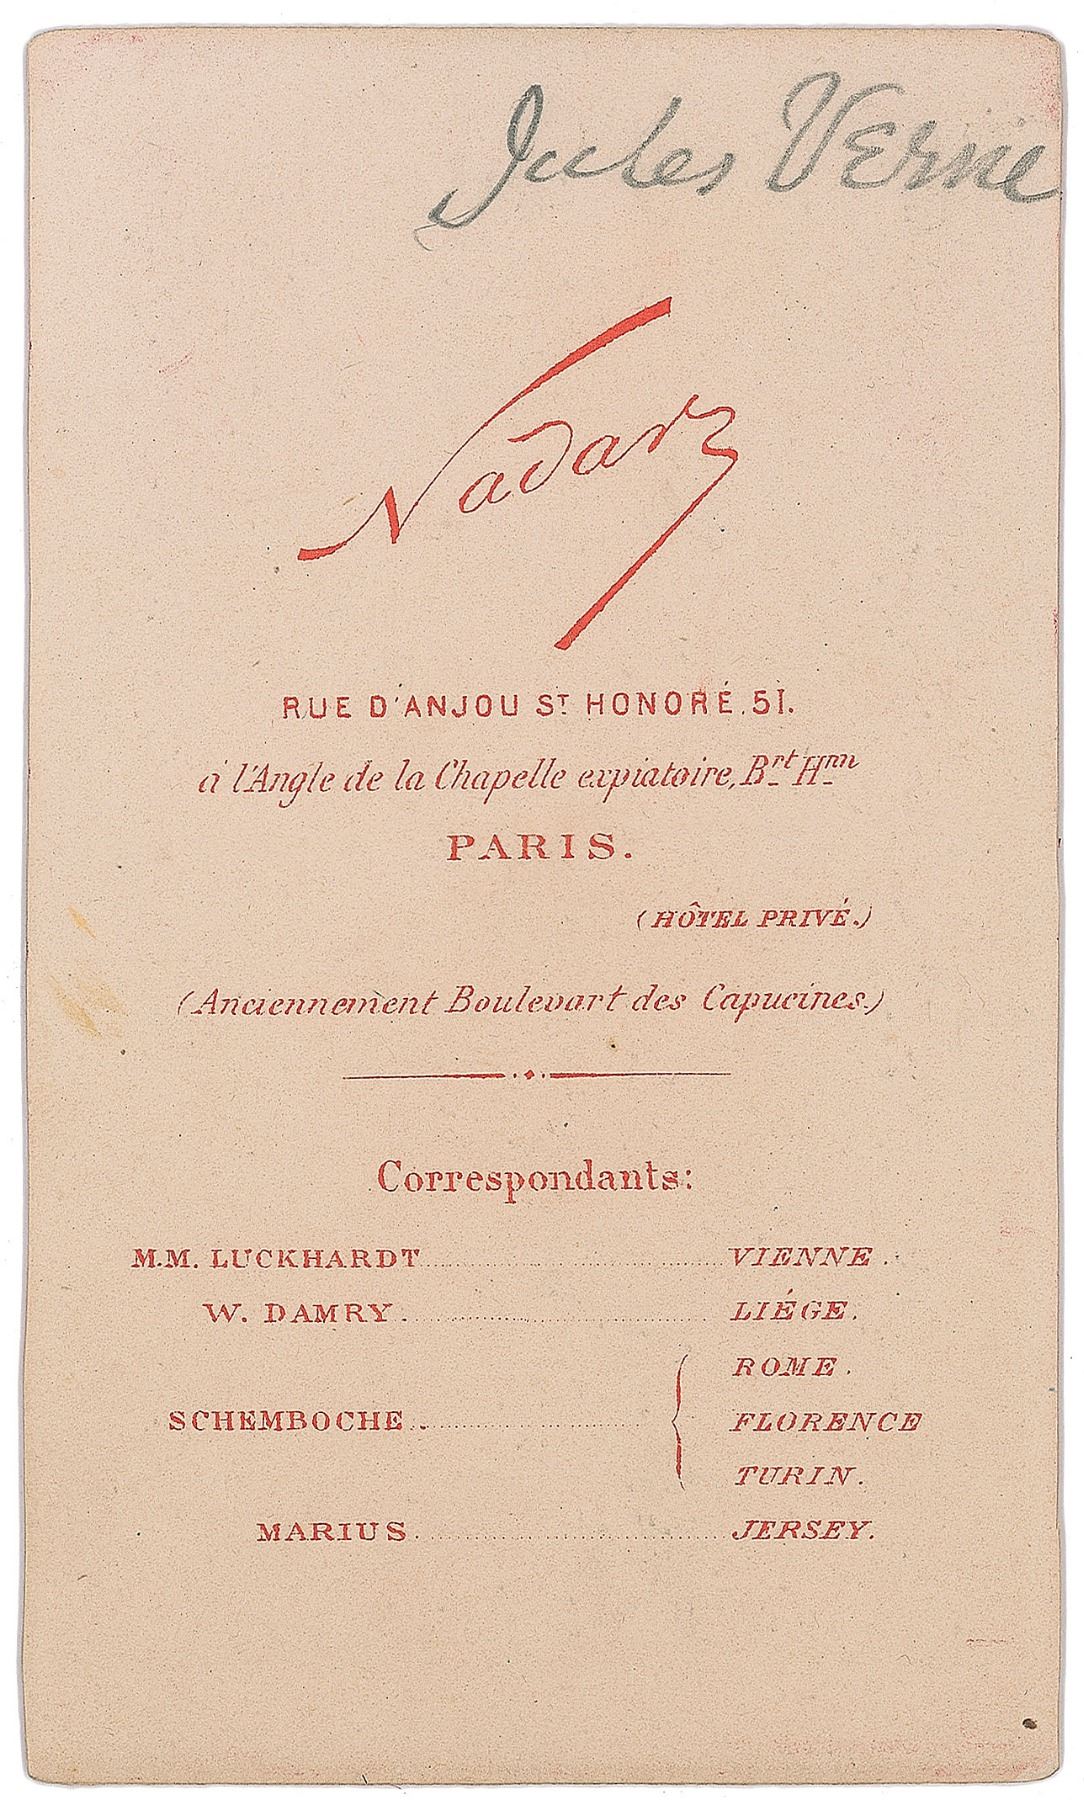 Jules Verne
Nadar
RUE D'ANJOU ST HONORÉ.51.
à l'Angle de la Chapelle expiatoire, Brt Hnn
PARIS.
(HÔTEL PRIVÉ.)
(Anciennement Boulevart des Capucines.)
Correspondants:
M.M. LUCKHARDT VIENNE.
W. DAMRY. LIÉGE.
ROME.
SCHEMBOCHE. FLORENCE
TURIN.
MARIUS JERSEY.